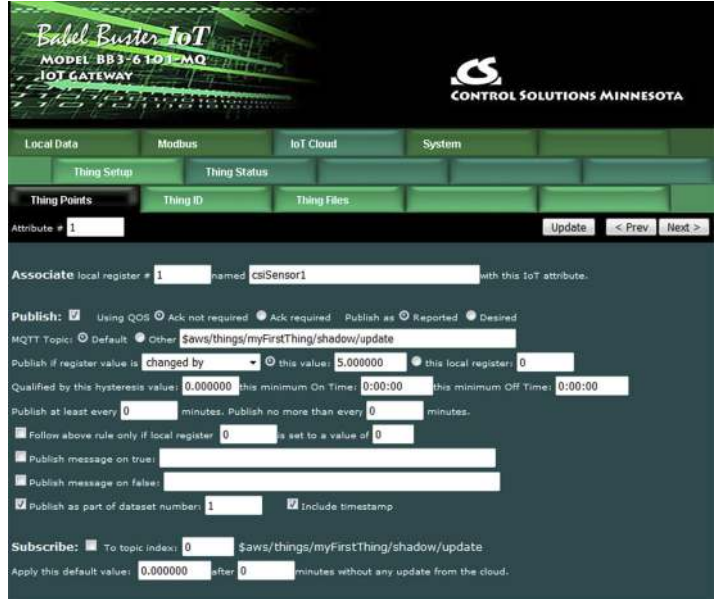 Babel Buster IoT
MODEL BB3-6101-MQ
IOT GATEWAY
CS
CONTROL SOLUTIONS MINNESOTA
Local Data Modbus IoT Cloud System
Thing Setup Thing Status
Thing Points Thing ID Thing Files
Attribute # 1 Update < Prev Next >
Associate local register # 1 named csiSensor1 with this IoT attribute.
Publish: Using QOS Ack not required Ack required Publish as Reported Desired
MQTT Topic: Default Other $aws/things/myFirstThing/shadow/update
Publish if register value is changed by this value: 5.000000 this local register: 0
Qualified by this hysteresis value: 0.000000 this minimum On Time: 0:00:00 this minimum Off Time: 0:00:00
Publish at least every 0 minutes. Publish no more than every 0 minutes.
Follow above rule only if local register 0 is set to a value of 0
Publish message on true:
Publish message on false:
Publish as part of dataset number: 1 Include timestamp
Subscribe: To topic index: 0 $aws/things/myFirstThing/shadow/update
Apply this default value: 0.000000 after 0 minutes without any update from the cloud.